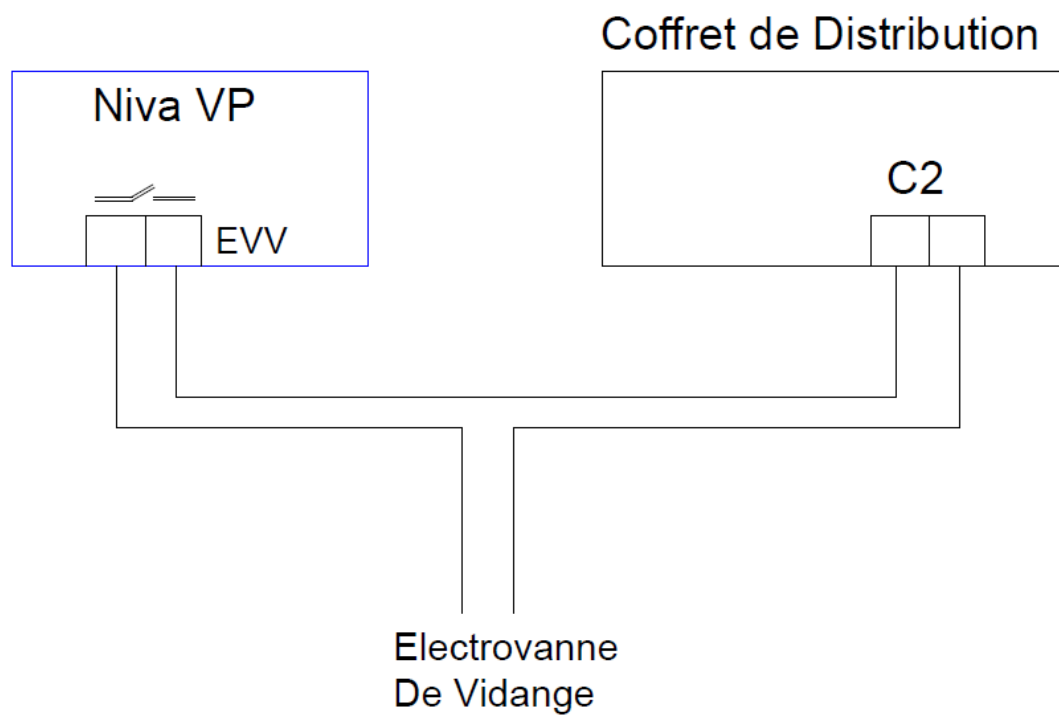 Coffret de Distribution
Niva VP
C2
EVV
Electrovanne
De Vidange